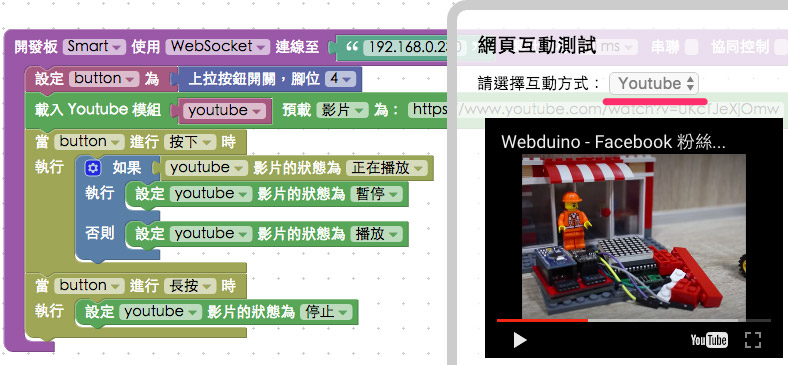 開發板 Smart 使用 WebSocket 連線至 “ 192.168.0.2 ms 串聯 協同控制
設定 button 為 上拉按鈕開關，腳位 4
載入 Youtube 模組 youtube 預載 影片 為： https://www.youtube.com/watch?v=
當 button 進行 按下 時
執行 如果 youtube 影片的狀態為 正在播放
執行 設定 youtube 影片的狀態為 暫停
否則 設定 youtube 影片的狀態為 播放
當 button 進行 長按 時
執行 設定 youtube 影片的狀態為 停止
網頁互動測試
請選擇互動方式： Youtube
Webduino - Facebook 粉絲...
YouTube